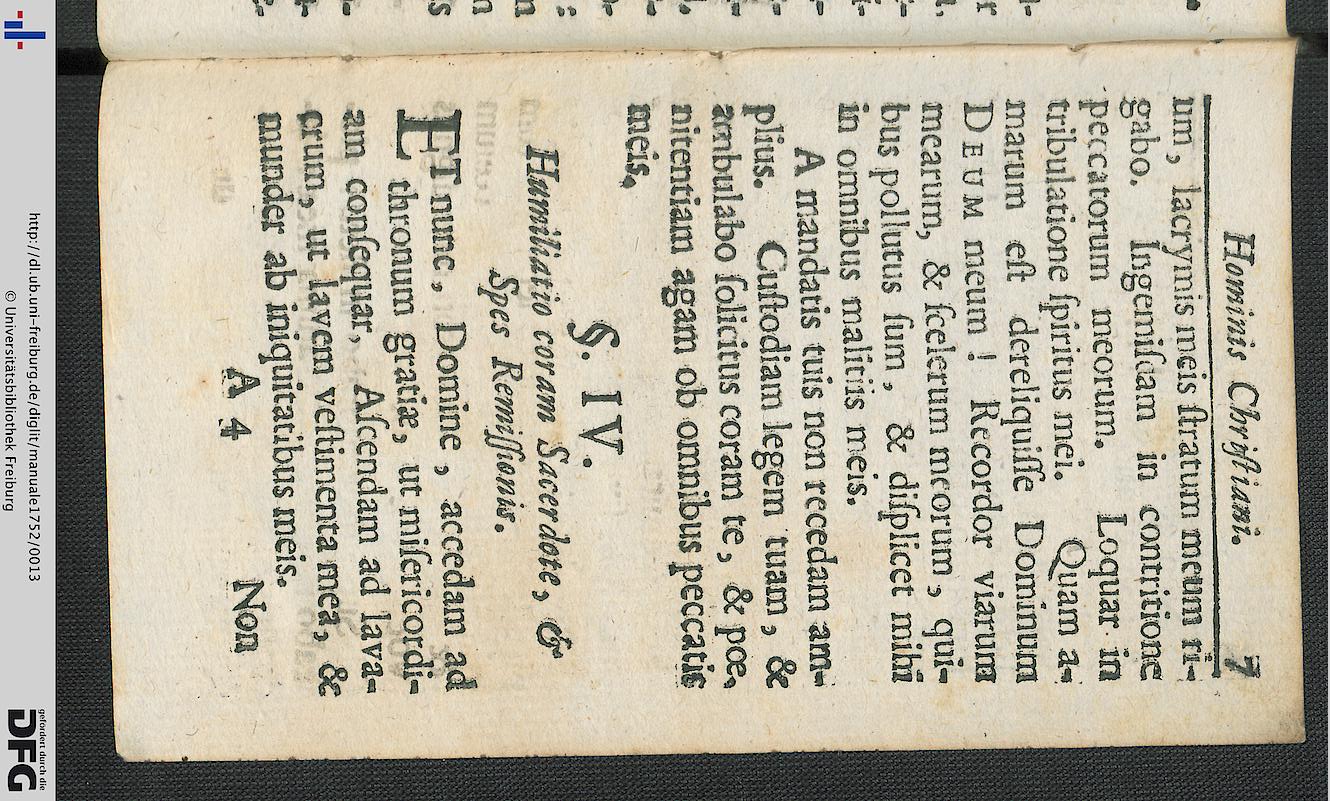 Hominis Chriſtiani. 7
um, lacrymis meis ſtratum meum ri-
gabo. Ingemiſcam in contritione
peccatorum meorum. Loquar in
tribulatione ſpiritus mei. Quam a-
marum eſt dereliquiſſe Dominum
DEUM meum! Recordor viarum
mearum, & ſcelerum meorum, qui-
bus pollutus ſum, & diſplicet mihi
in omnibus malitiis meis.
A mandatis tuis non recedam am-
plius. Cuſtodiam legem tuam, &
ambulabo ſolicitus coram te, & pœ-
nitentiam agam ob omnibus peccatis
meis.
§. IV.
Humiliatio coram Sacerdote, &
Spes Remiſſionis.
ET nunc, Domine, accedam ad
thronum gratiæ, ut miſericordi-
am conſequar, Aſcendam ad lava-
crum, ut lavem veſtimenta mea, &
munder ab iniquitatibus meis.
A 4 Non
http://dl.ub.uni-freiburg.de/diglit/manuale1752/0013
© Universitätsbibliothek Freiburg
gefördert durch die
DFG